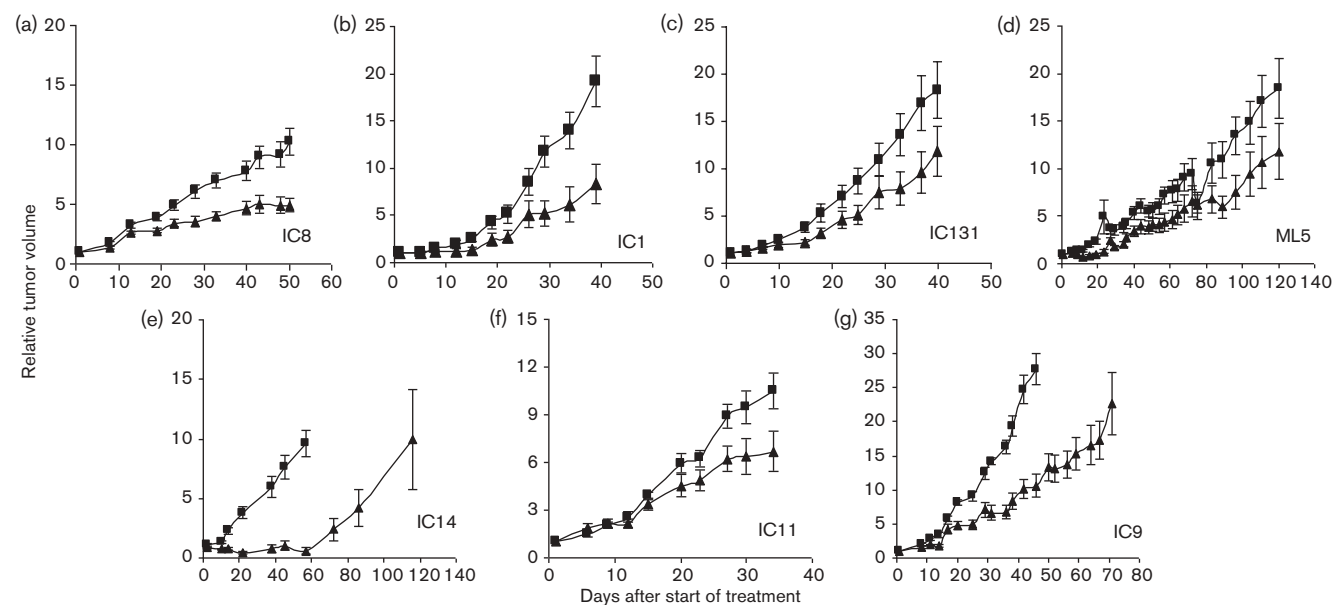 Relative tumor volume
(a)
20
15
10
5
0
0 10 20 30 40 50 60
IC8
(b)
25
20
15
10
5
0
0 10 20 30 40 50
IC1
(c)
25
20
15
10
5
0
0 10 20 30 40 50
IC131
(d)
25
20
15
10
5
0
0 20 40 60 80 100 120 140
ML5
(e)
20
15
10
5
0
0 20 40 60 80 100 120 140
IC14
(f)
15
12
9
6
3
0
0 10 20 30 40
IC11
(g)
35
30
25
20
15
10
5
0
0 10 20 30 40 50 60 70 80
IC9
Days after start of treatment